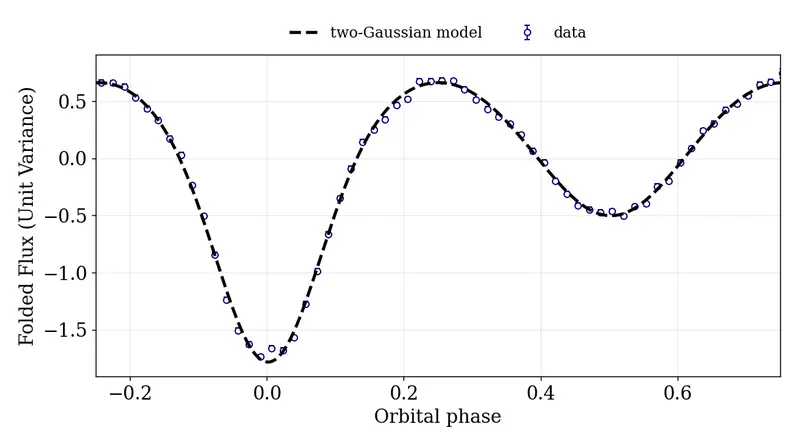 two-Gaussian model
data
Folded Flux (Unit Variance)
0.5
0.0
−0.5
−1.0
−1.5
−0.2 0.0 0.2 0.4 0.6
Orbital phase